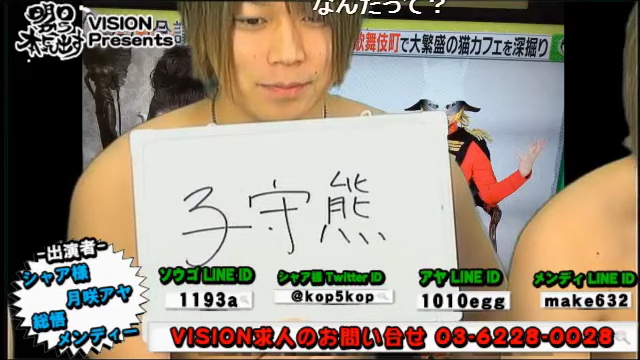 なんだって？
VISION
Presents
歌舞伎町で大繁盛の猫カフェを深掘り
子守熊
-出演者-
シャア様
月咲アヤ
総悟
メンディー
ソウゴ LINE ID
1193a
シャア様 Twitter ID
@kop5kop
アヤ LINE ID
1010egg
メンディ LINE ID
make632
VISION求人のお問い合せ 03-6228-0028